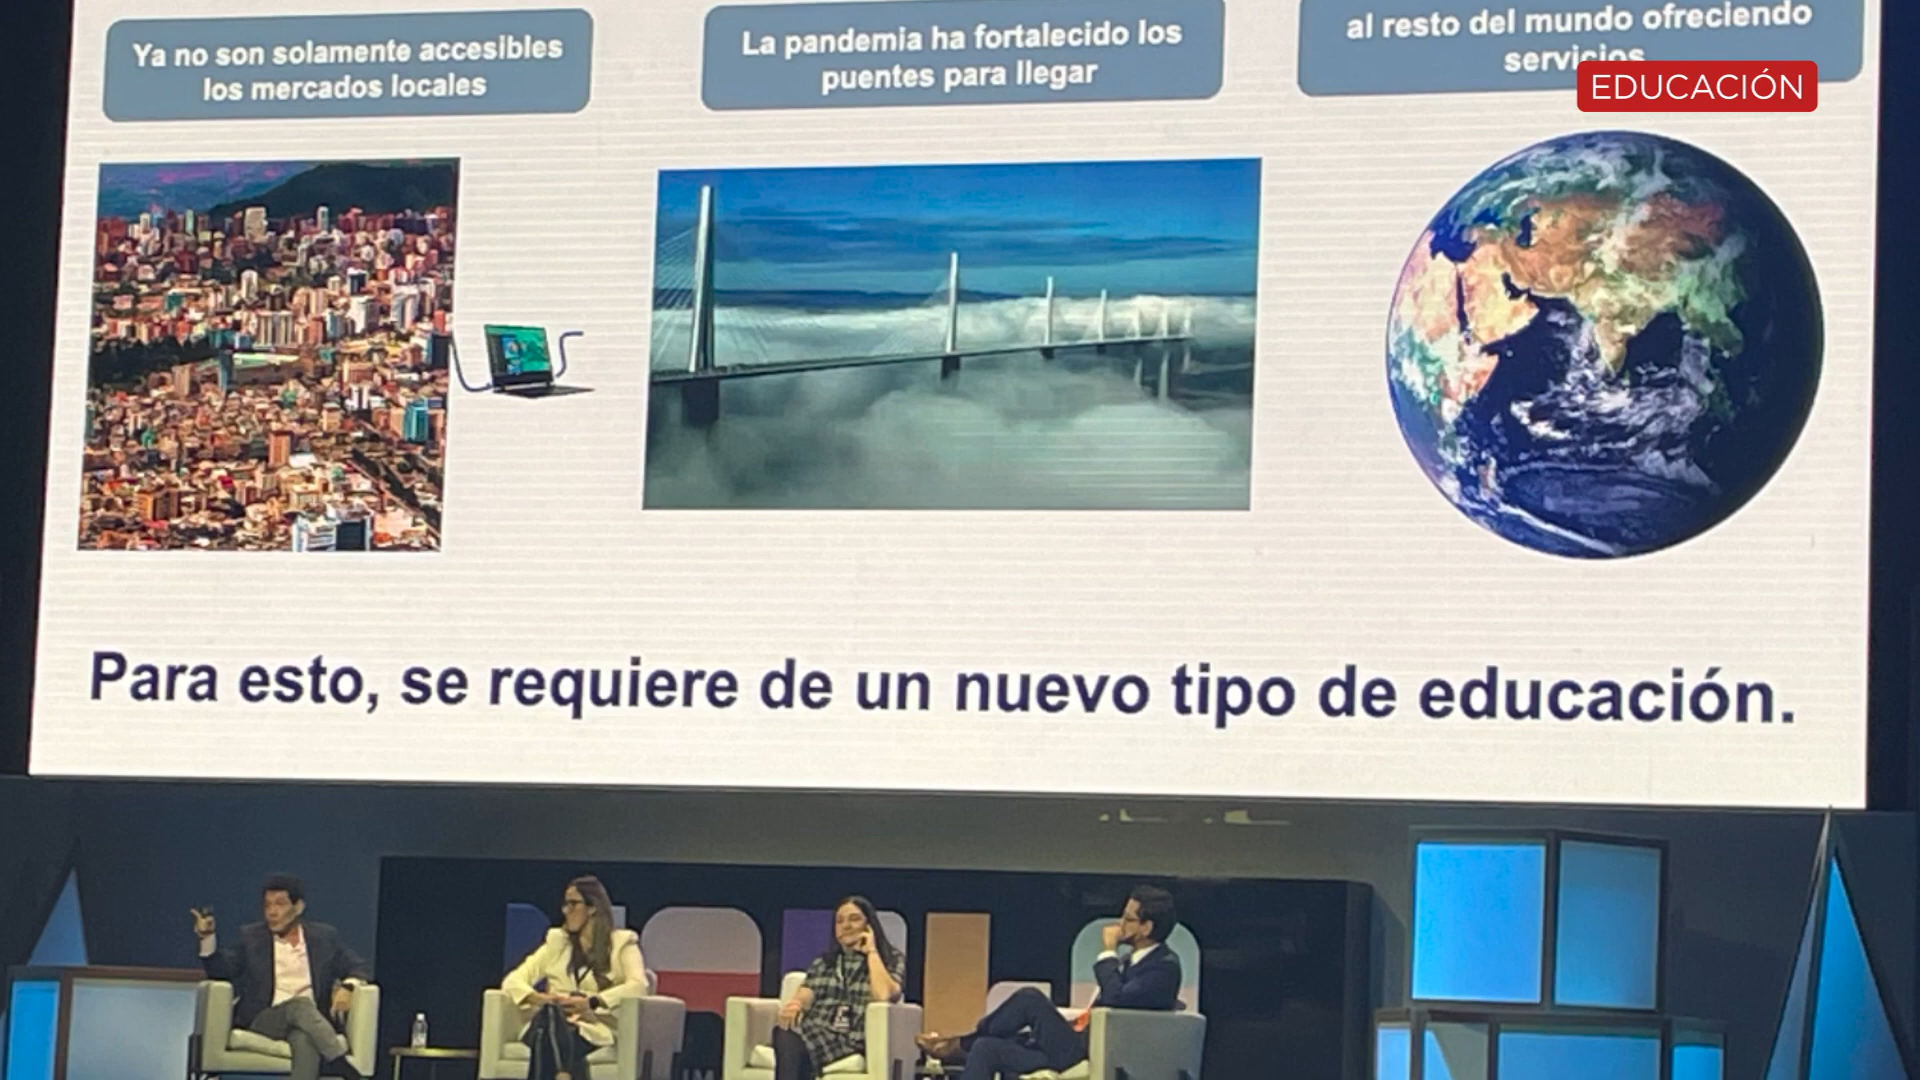 Ya no son solamente accesibles
los mercados locales
La pandemia ha fortalecido los
puentes para llegar
al resto del mundo ofreciendo
servicios
EDUCACIÓN
Para esto, se requiere de un nuevo tipo de educación.